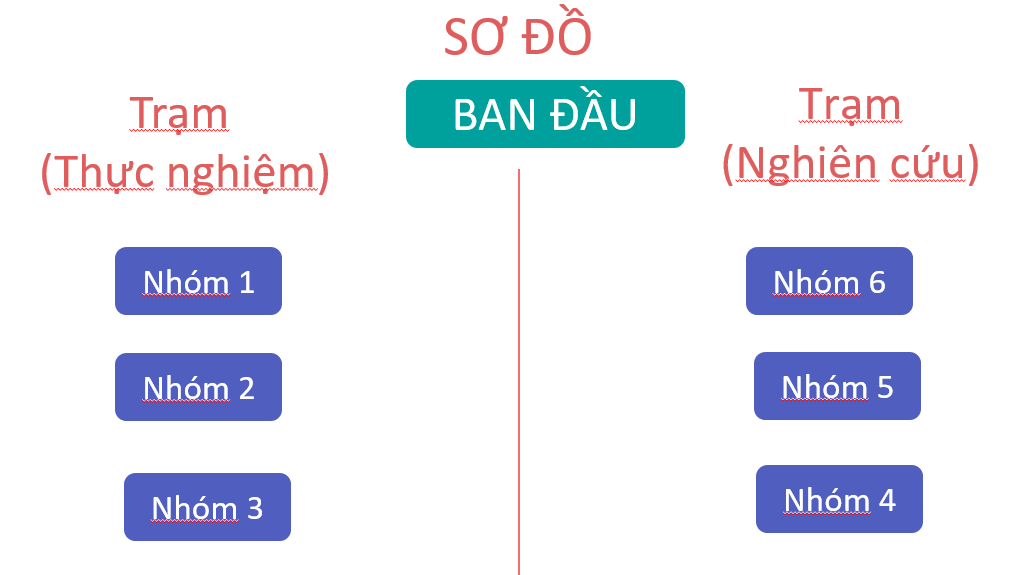 SƠ ĐỒ
BAN ĐẦU
Trạm
(Thực nghiệm)
Nhóm 1
Nhóm 2
Nhóm 3
Trạm
(Nghiên cứu)
Nhóm 6
Nhóm 5
Nhóm 4